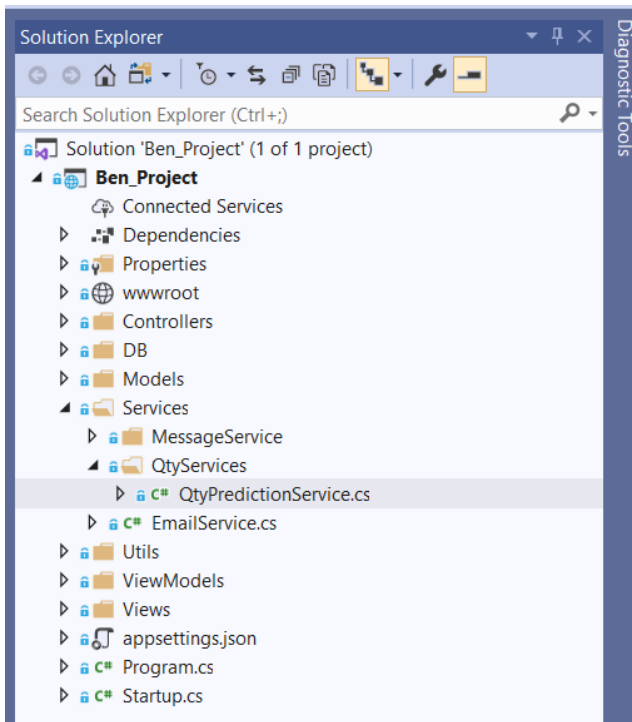 Solution Explorer
Search Solution Explorer (Ctrl+;)
Solution 'Ben_Project' (1 of 1 project)
Ben_Project
Connected Services
Dependencies
Properties
wwwroot
Controllers
DB
Models
Services
MessageService
QtyServices
C# QtyPredictionService.cs
C# EmailService.cs
Utils
ViewModels
Views
appsettings.json
C# Program.cs
C# Startup.cs
Diagnostic Tools